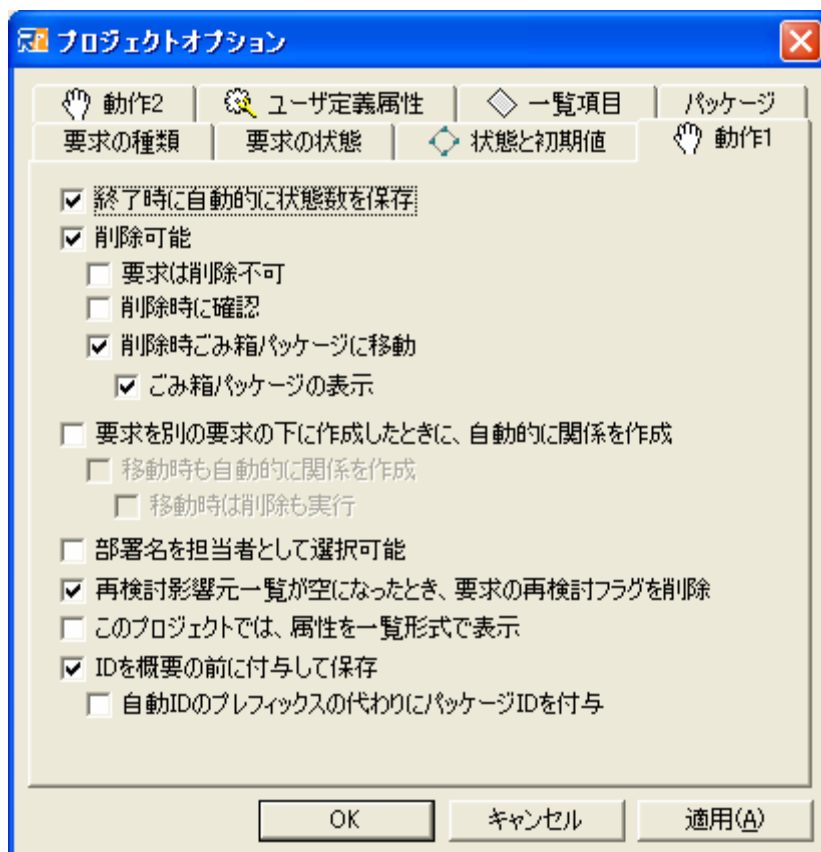 プロジェクトオプション
動作2 ユーザ定義属性 一覧項目 パッケージ
要求の種類 要求の状態 状態と初期値 動作1
終了時に自動的に状態数を保存
削除可能
要求は削除不可
削除時に確認
削除時ごみ箱パッケージに移動
ごみ箱パッケージの表示
要求を別の要求の下に作成したときに、自動的に関係を作成
移動時も自動的に関係を作成
移動時は削除も実行
部署名を担当者として選択可能
再検討影響元一覧が空になったとき、要求の再検討フラグを削除
このプロジェクトでは、属性を一覧形式で表示
IDを概要の前に付与して保存
自動IDのプレフィックスの代わりにパッケージIDを付与
OK キャンセル 適用(A)